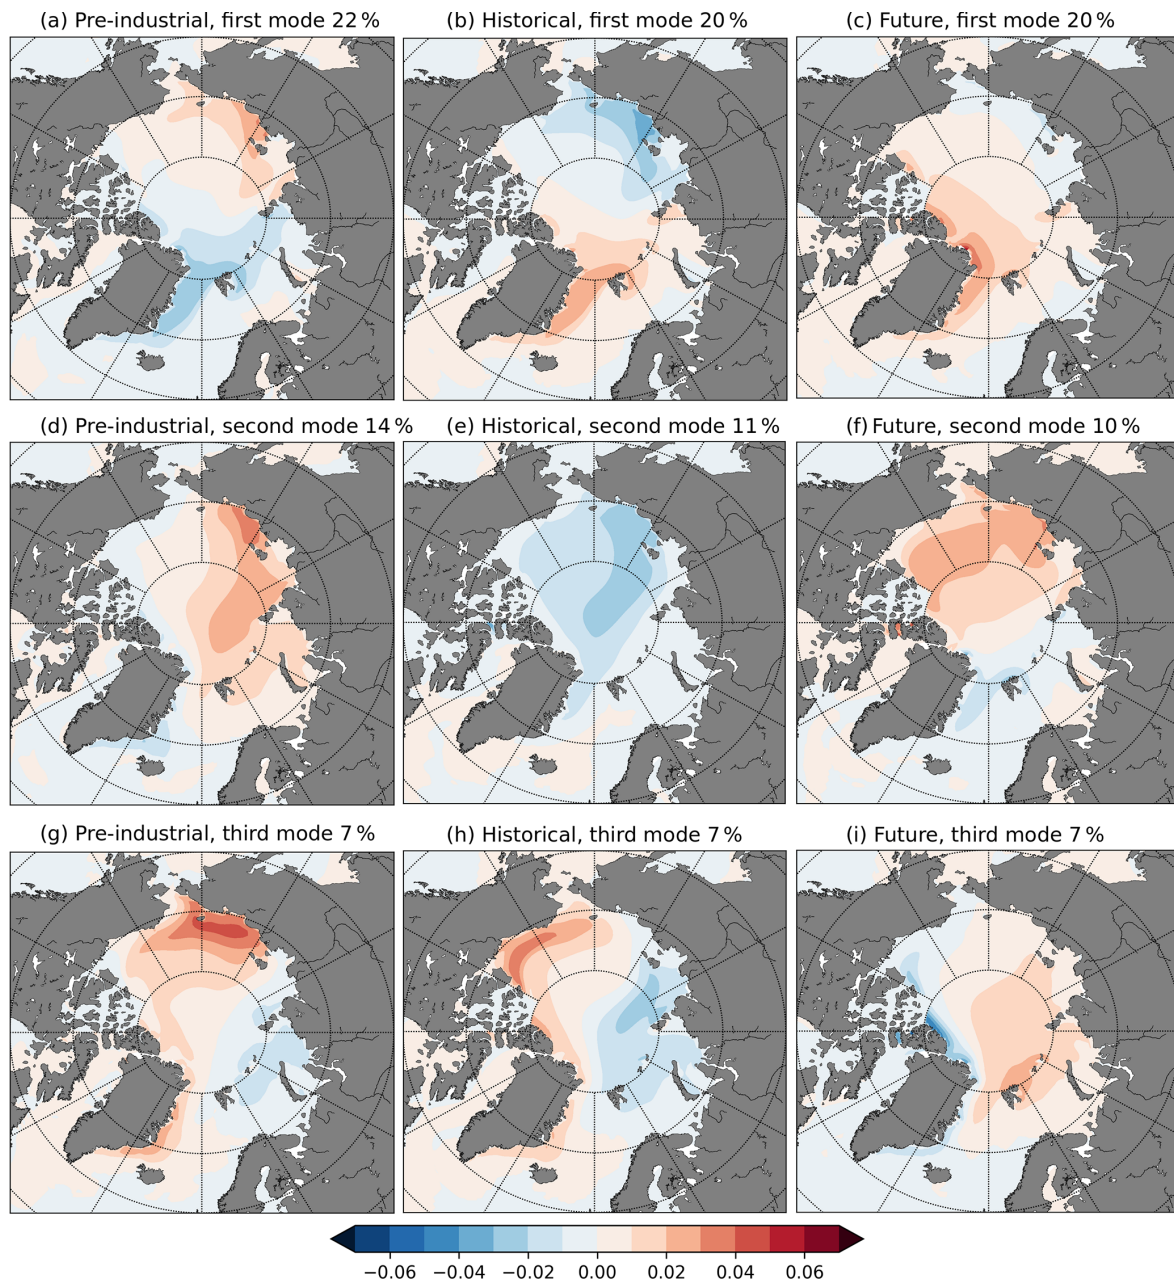 (a) Pre-industrial, first mode 22 %
(b) Historical, first mode 20 %
(c) Future, first mode 20 %
(d) Pre-industrial, second mode 14 %
(e) Historical, second mode 11 %
(f) Future, second mode 10 %
(g) Pre-industrial, third mode 7 %
(h) Historical, third mode 7 %
(i) Future, third mode 7 %
−0.06 −0.04 −0.02 0.00 0.02 0.04 0.06